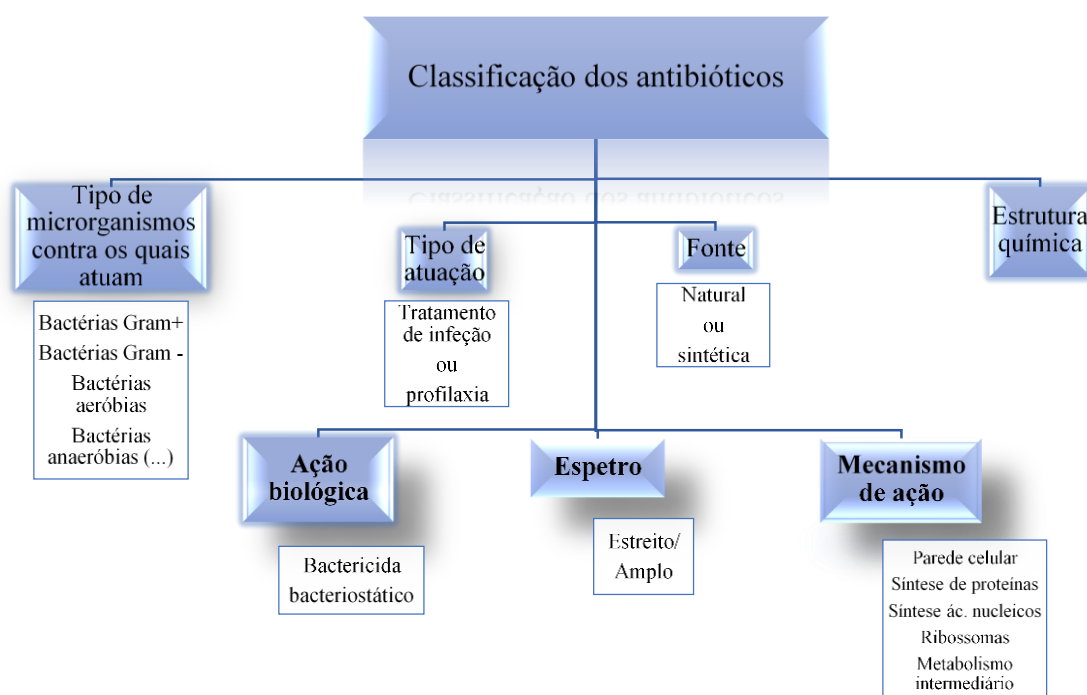 Classificação dos antibióticos
Tipo de
microrganismos
contra os quais
atuam
Bactérias Gram+
Bactérias Gram -
Bactérias
aeróbias
Bactérias
anaeróbias (...)
Tipo de
atuação
Tratamento
de infeção
ou
profilaxia
Fonte
Natural
ou
sintética
Estrutura
química
Ação
biológica
Bactericida
bacteriostático
Espetro
Estreito/
Amplo
Mecanismo
de ação
Parede celular
Síntese de proteínas
Síntese ác. nucleicos
Ribossomas
Metabolismo
intermediário